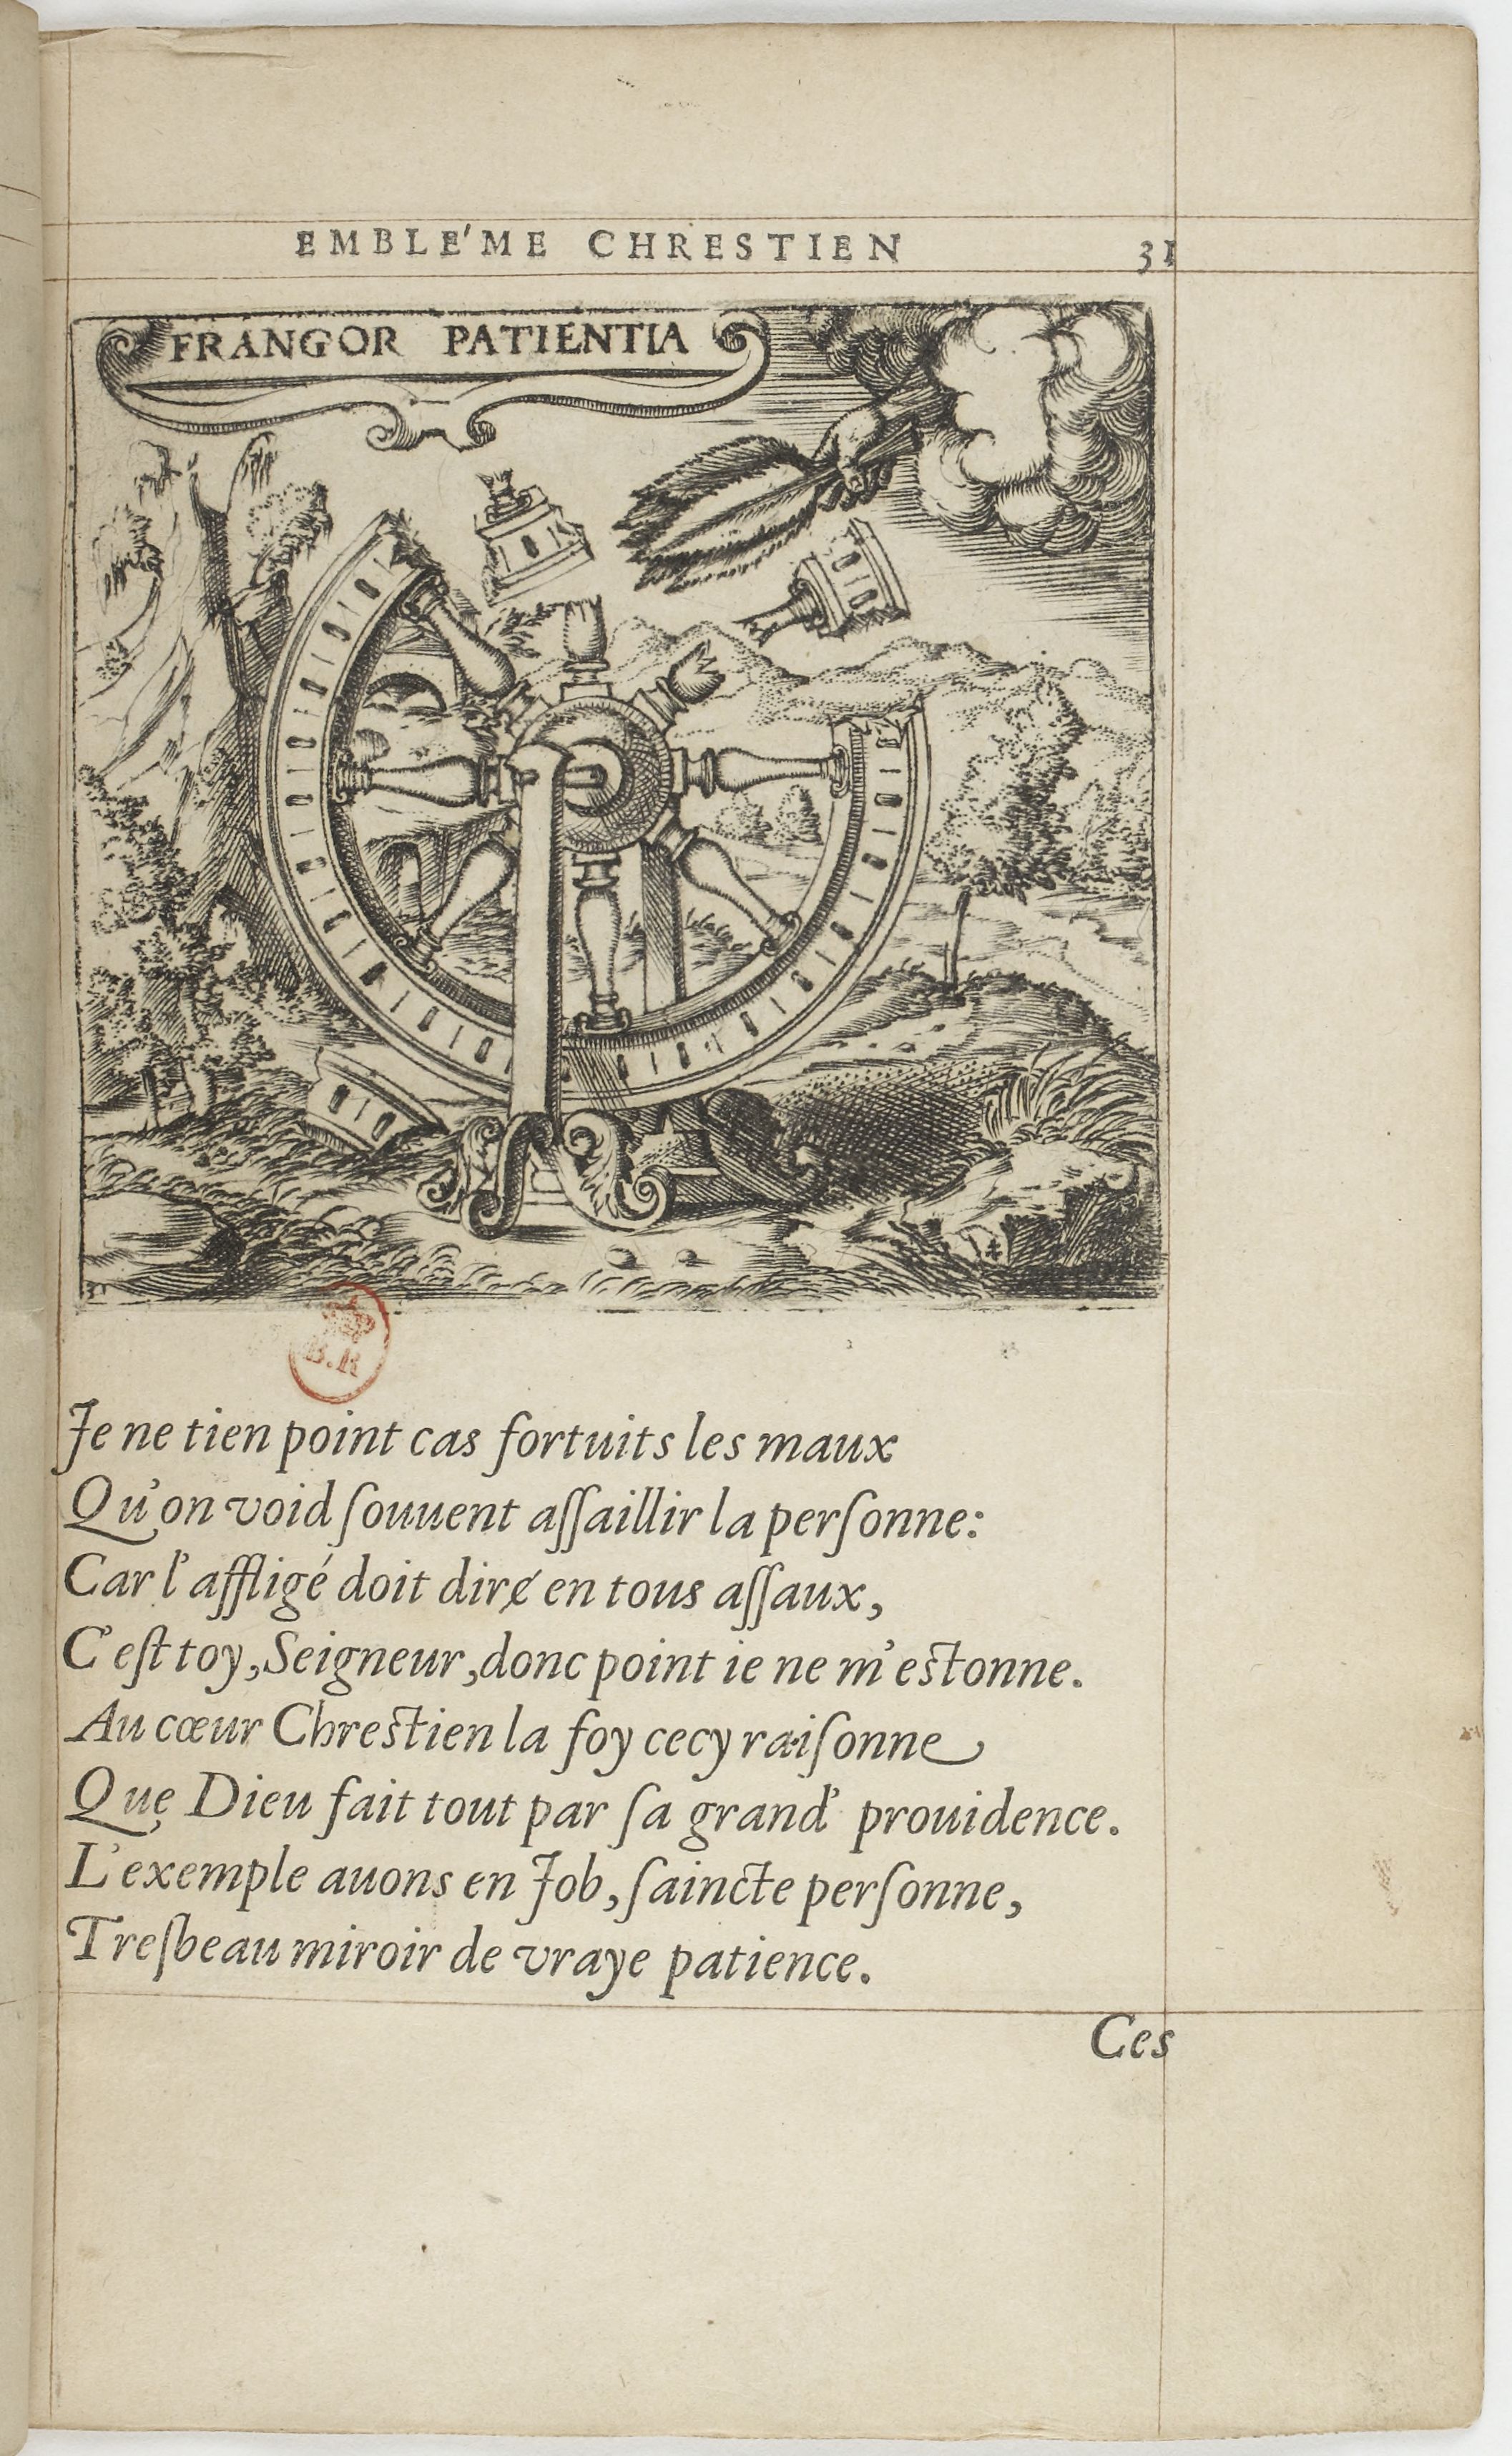 EMBLE'ME CHRESTIEN 31
FRANGOR PATIENTIA
B.R
Je ne tien point cas fortuits les maux
Qu'on void ſouuent aſſaillir la perſonne:
Car l'affligé doit dirɇ en tous aſſaux,
C'eſt toy, Seigneur, donc point ie ne m'eſtonne.
Au cœur Chreſtien la foy cecy raiſonne
Que Dieu fait tout par ſa grand' prouidence.
L'exemple auons en Job, ſaincte perſonne,
Treſbeau miroir de vraye patience.
Ces